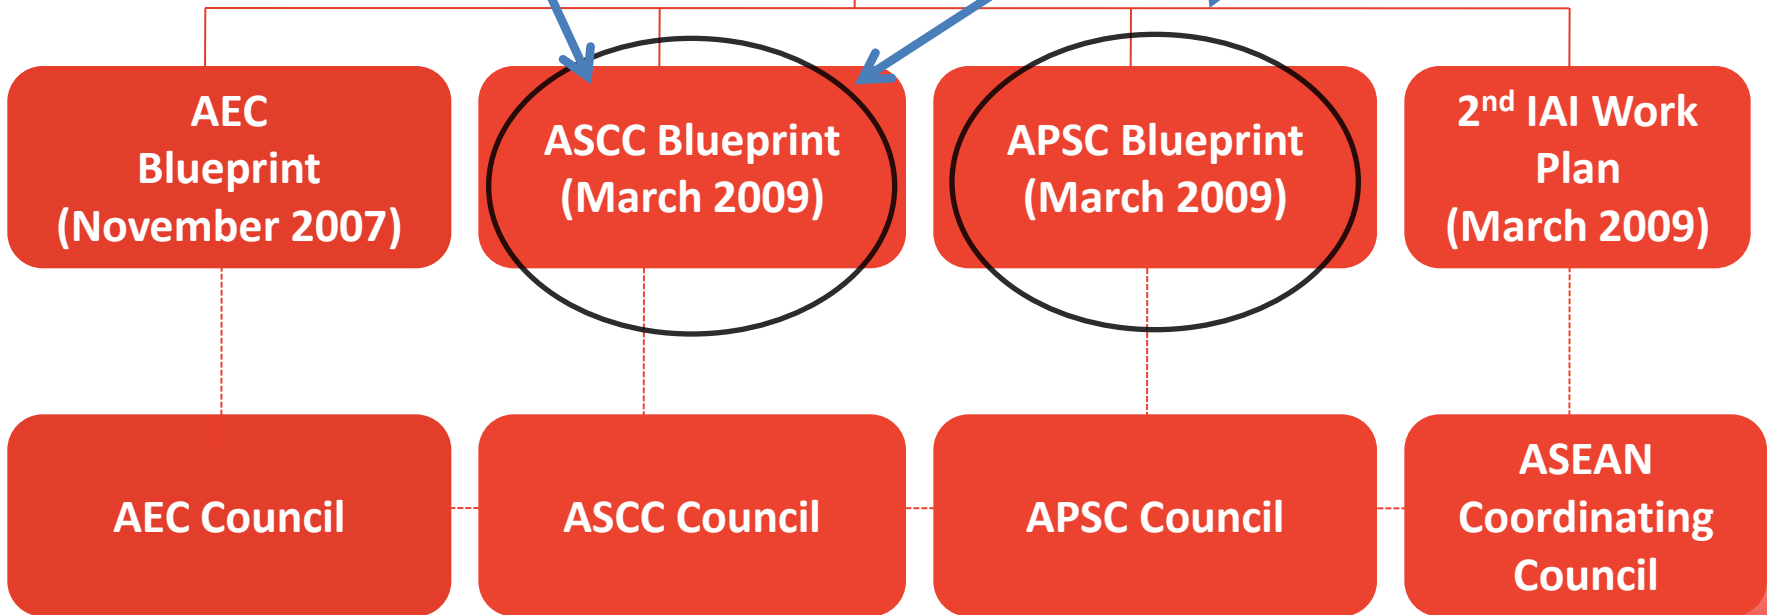 AEC
Blueprint
(November 2007)
ASCC Blueprint
(March 2009)
APSC Blueprint
(March 2009)
2nd IAI Work
Plan
(March 2009)
AEC Council
ASCC Council
APSC Council
ASEAN
Coordinating
Council